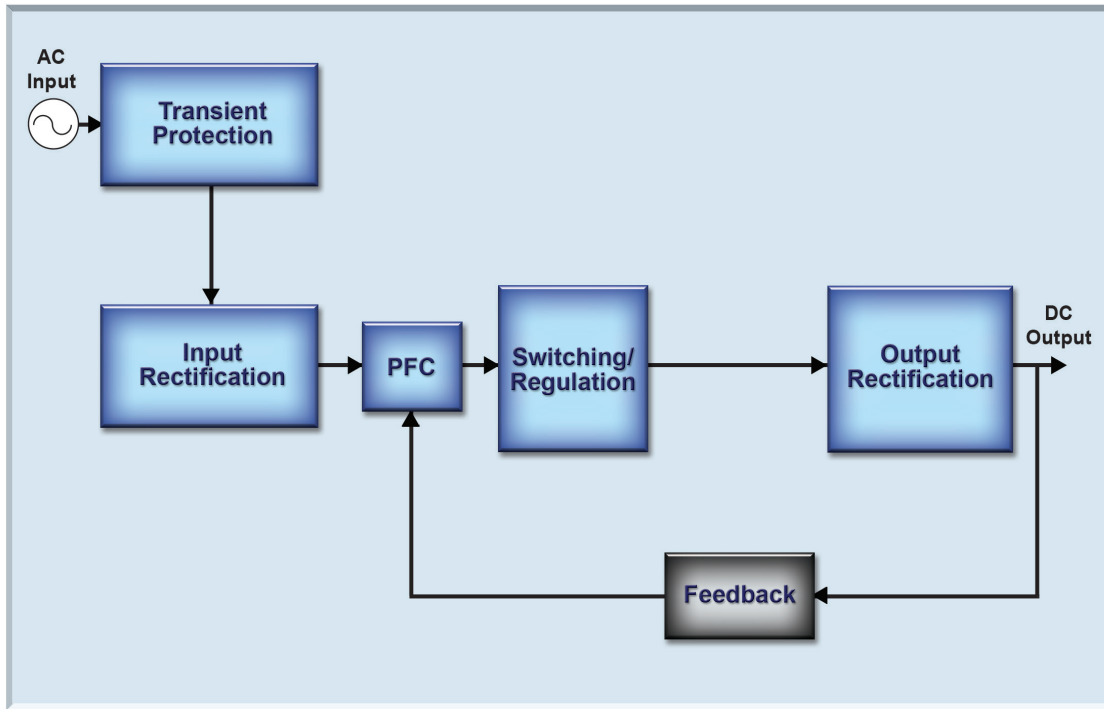 AC
Input
Transient
Protection
Input
Rectification
PFC
Switching/
Regulation
Output
Rectification
DC
Output
Feedback